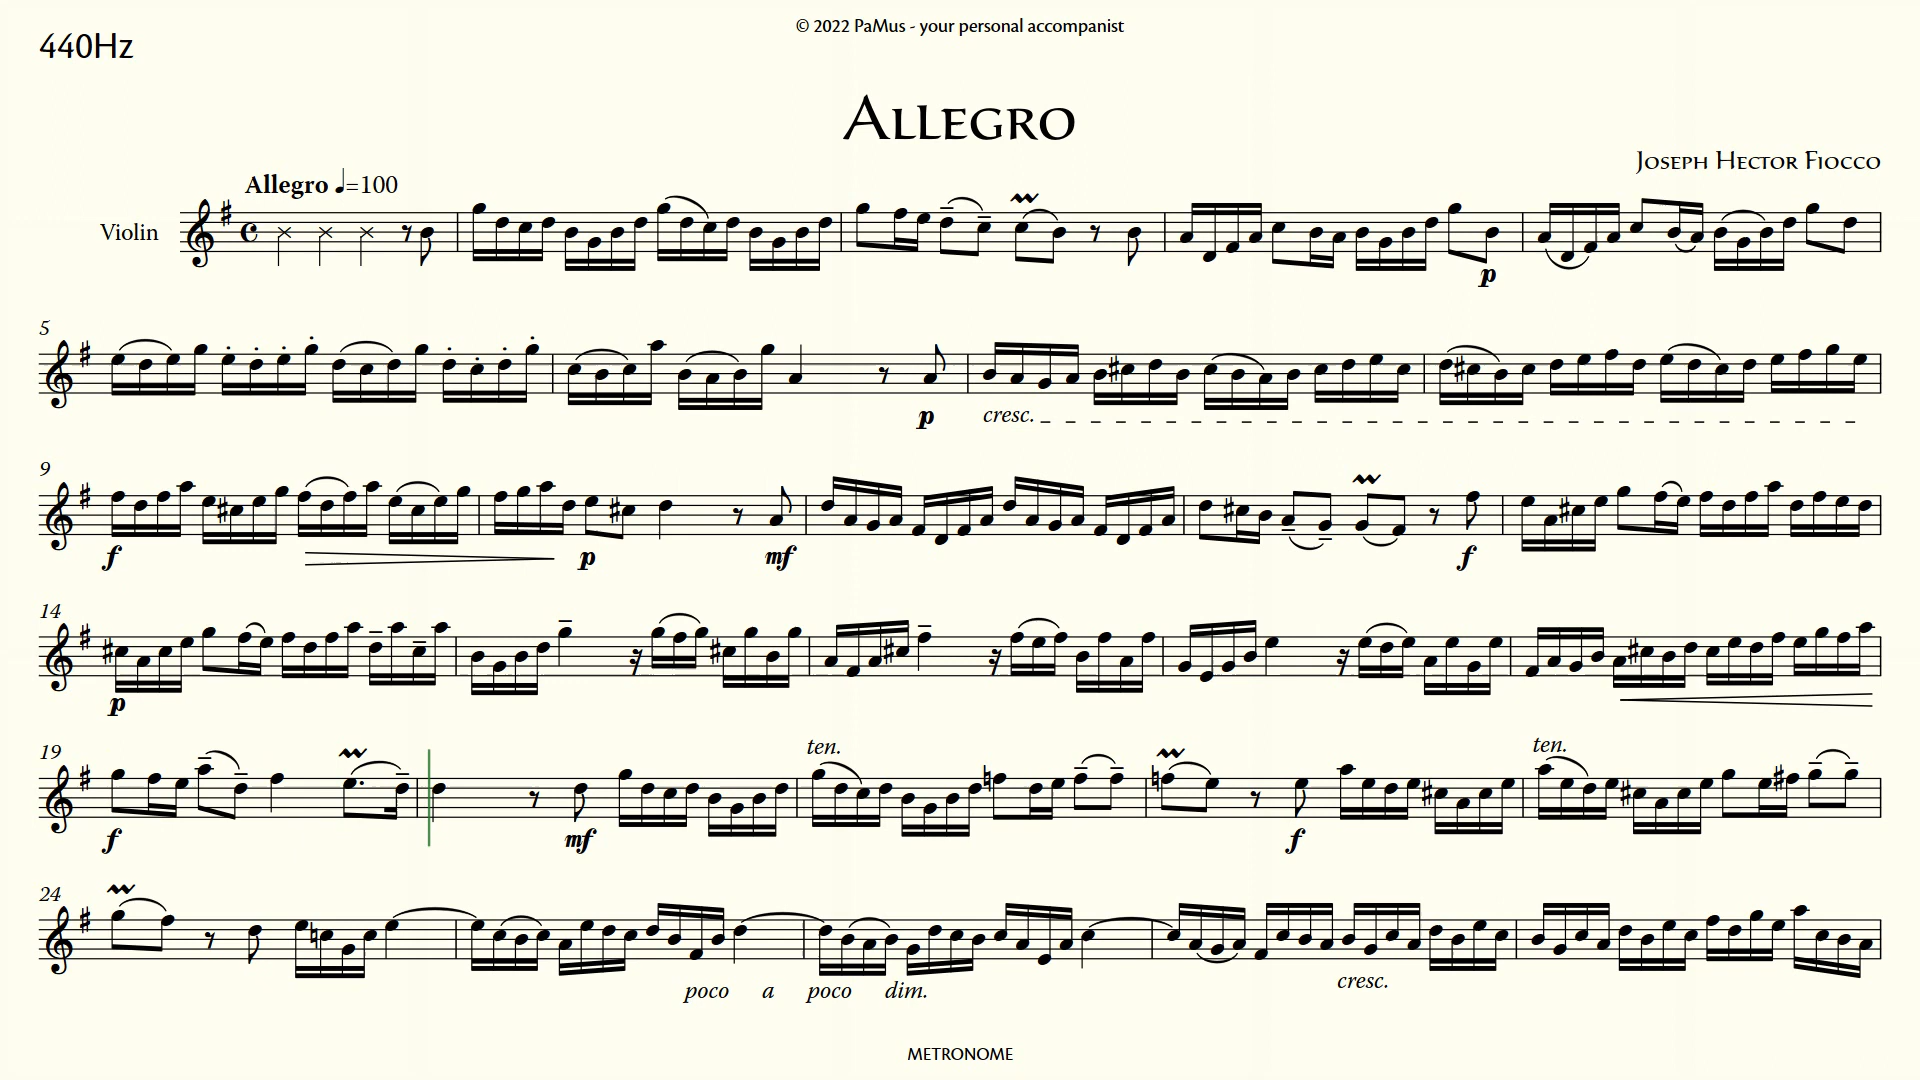 © 2022 PaMus - your personal accompanist
440Hz
Allegro
Joseph Hector Fiocco
Allegro ♩=100
Violin
p
5
p
cresc.
9
f
p
mf
f
14
p
19
ten.
ten.
f
mf
f
24
poco a poco dim.
cresc.
METRONOME